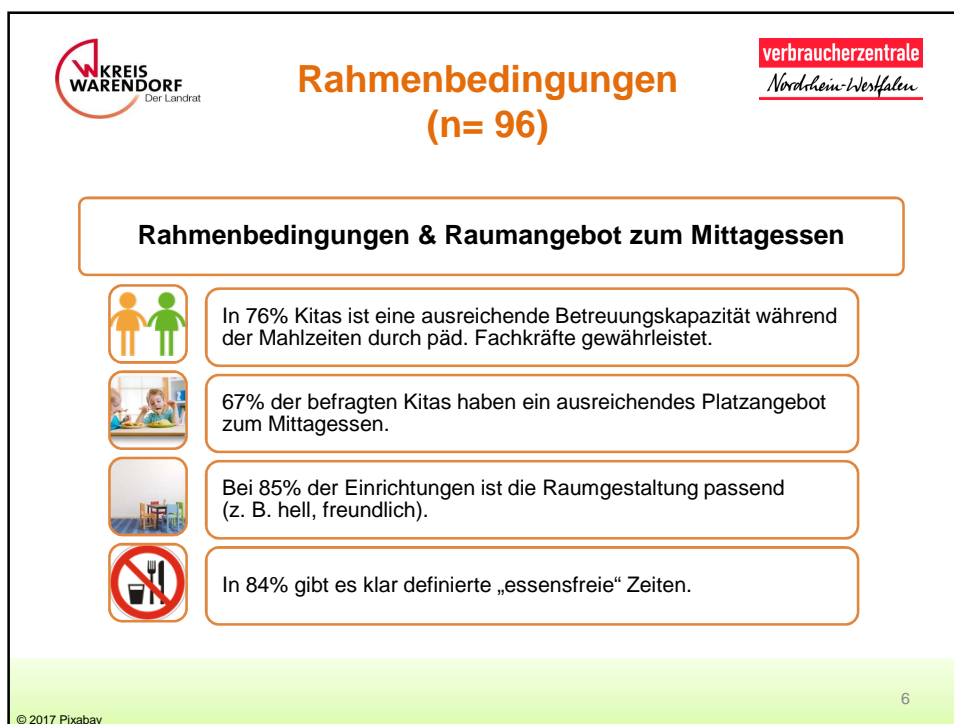 KREIS
WARENDORF
Der Landrat
Rahmenbedingungen
(n= 96)
verbraucherzentrale
Nordrhein-Westfalen
Rahmenbedingungen & Raumangebot zum Mittagessen
In 76% Kitas ist eine ausreichende Betreuungskapazität während
der Mahlzeiten durch päd. Fachkräfte gewährleistet.
67% der befragten Kitas haben ein ausreichendes Platzangebot
zum Mittagessen.
Bei 85% der Einrichtungen ist die Raumgestaltung passend
(z. B. hell, freundlich).
In 84% gibt es klar definierte „essensfreie“ Zeiten.
6
© 2017 Pixabay